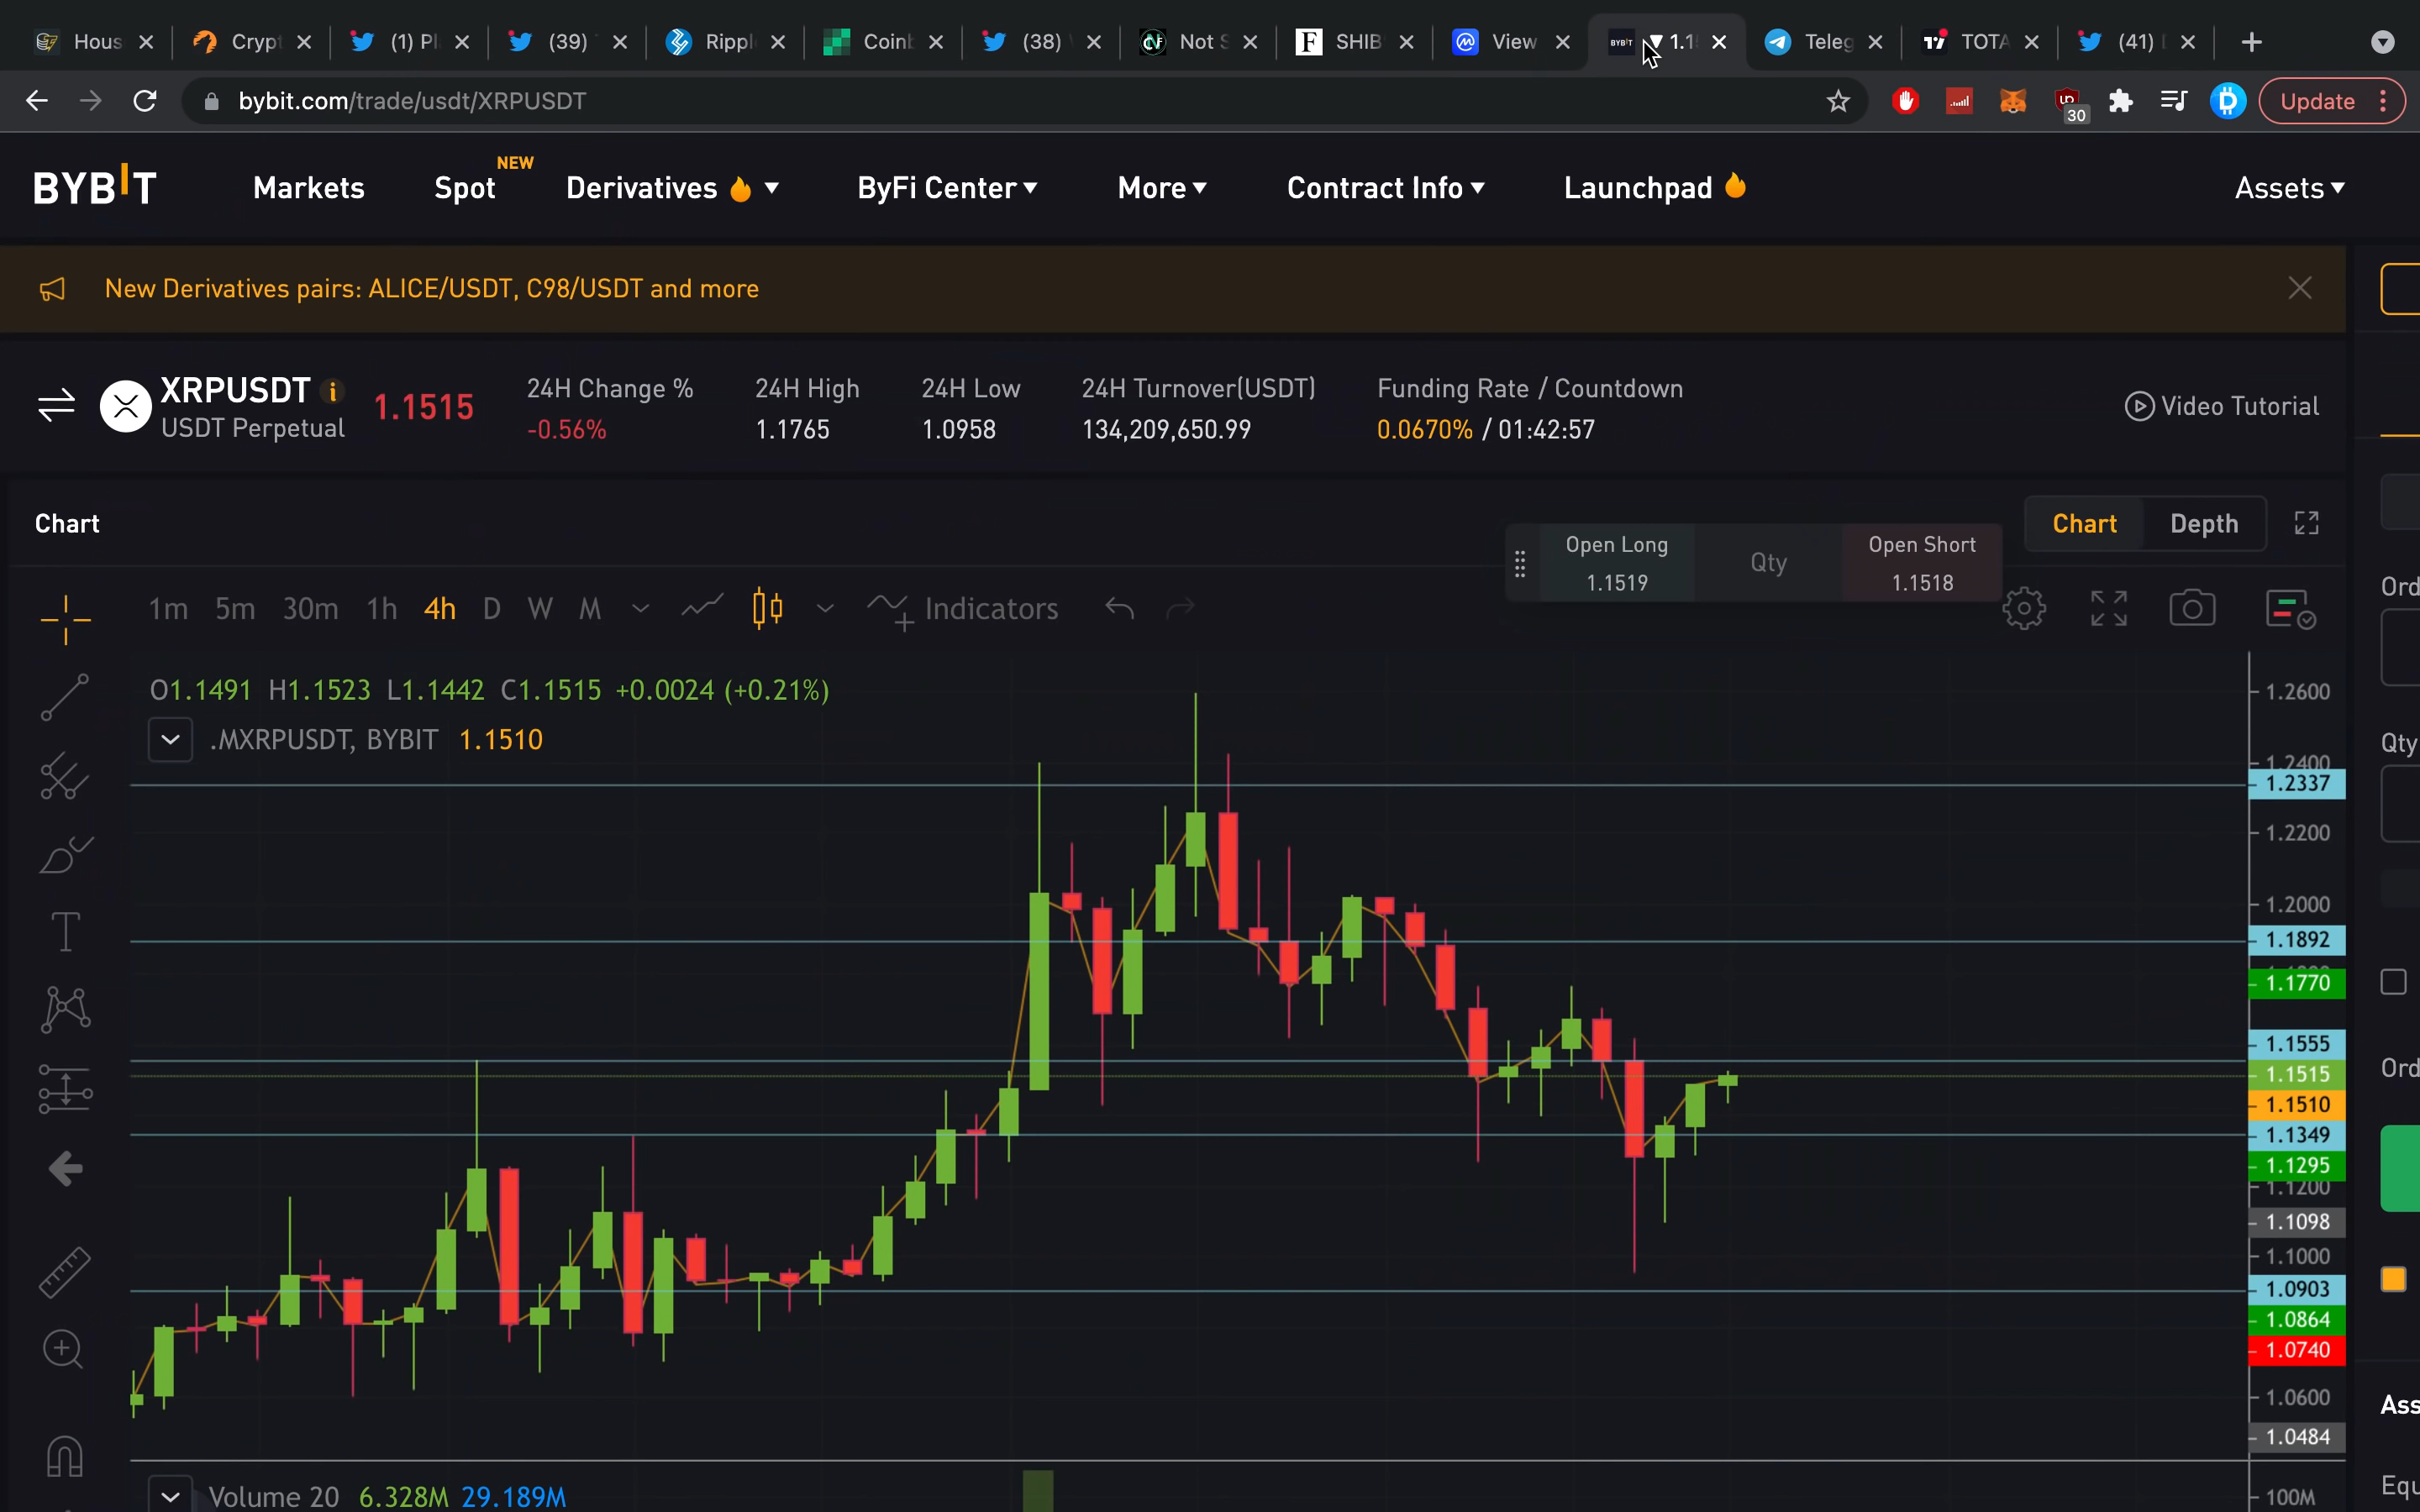 Hous
Crypt
(1) Pl
(39)
Rippl
Coinb
(38)
Not S
SHIB
View
BYBIT ▼ 1.1
Teleg
TOTA
(41)
bybit.com/trade/usdt/XRPUSDT
30
Update
BYBIT
Markets
Spot
NEW
Derivatives
ByFi Center
More
Contract Info
Launchpad
Assets
New Derivatives pairs: ALICE/USDT, C98/USDT and more
XRPUSDT
USDT Perpetual
1.1515
24H Change %
-0.56%
24H High
1.1765
24H Low
1.0958
24H Turnover(USDT)
134,209,650.99
Funding Rate / Countdown
0.0670% / 01:42:57
Video Tutorial
Chart
Open Long
1.1519
Qty
Open Short
1.1518
Chart
Depth
1m 5m 30m 1h 4h D W M
Indicators
O1.1491 H1.1523 L1.1442 C1.1515 +0.0024 (+0.21%)
.MXRPUSDT, BYBIT 1.1510
1.2600
1.2400
1.2337
1.2200
1.2000
1.1892
1.1770
1.1555
1.1515
1.1510
1.1349
1.1295
1.1200
1.1098
1.1000
1.0903
1.0864
1.0740
1.0600
1.0484
Volume 20 6.328M 29.189M
100M
Ord
Qty
Ord
Ass
Equ